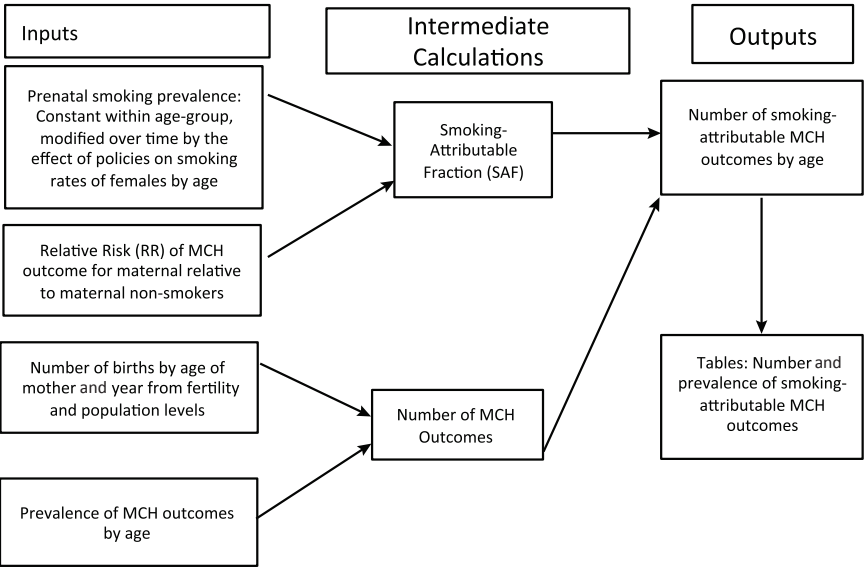 Inputs
Intermediate
Calculations
Outputs
Prenatal smoking prevalence:
Constant within age-group,
modified over time by the
effect of policies on smoking
rates of females by age
Smoking-
Attributable
Fraction (SAF)
Number of smoking-
attributable MCH
outcomes by age
Relative Risk (RR) of MCH
outcome for maternal relative
to maternal non-smokers
Number of births by age of
mother and year from fertility
and population levels
Number of MCH
Outcomes
Tables: Number and
prevalence of smoking-
attributable MCH
outcomes
Prevalence of MCH outcomes
by age